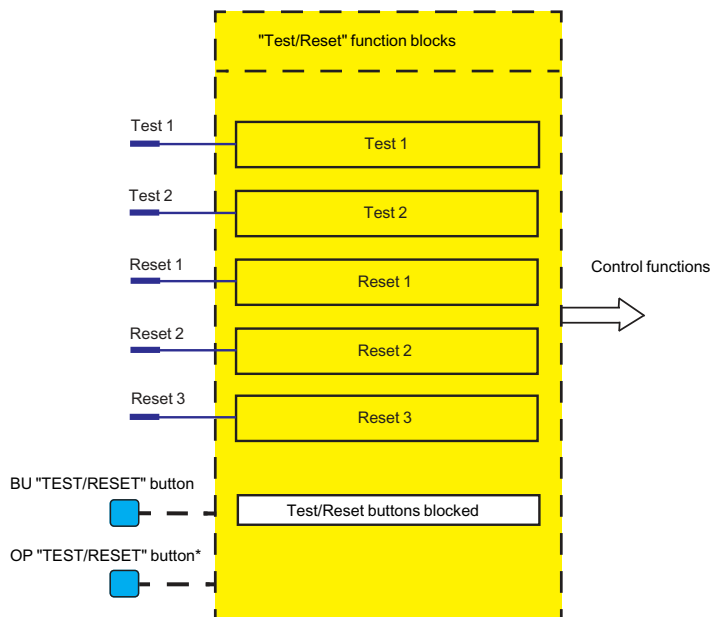 "Test/Reset" function blocks
Test 1
Test 1
Test 2
Test 2
Reset 1
Reset 1
Control functions
Reset 2
Reset 2
Reset 3
Reset 3
BU "TEST/RESET" button
Test/Reset buttons blocked
OP "TEST/RESET" button*